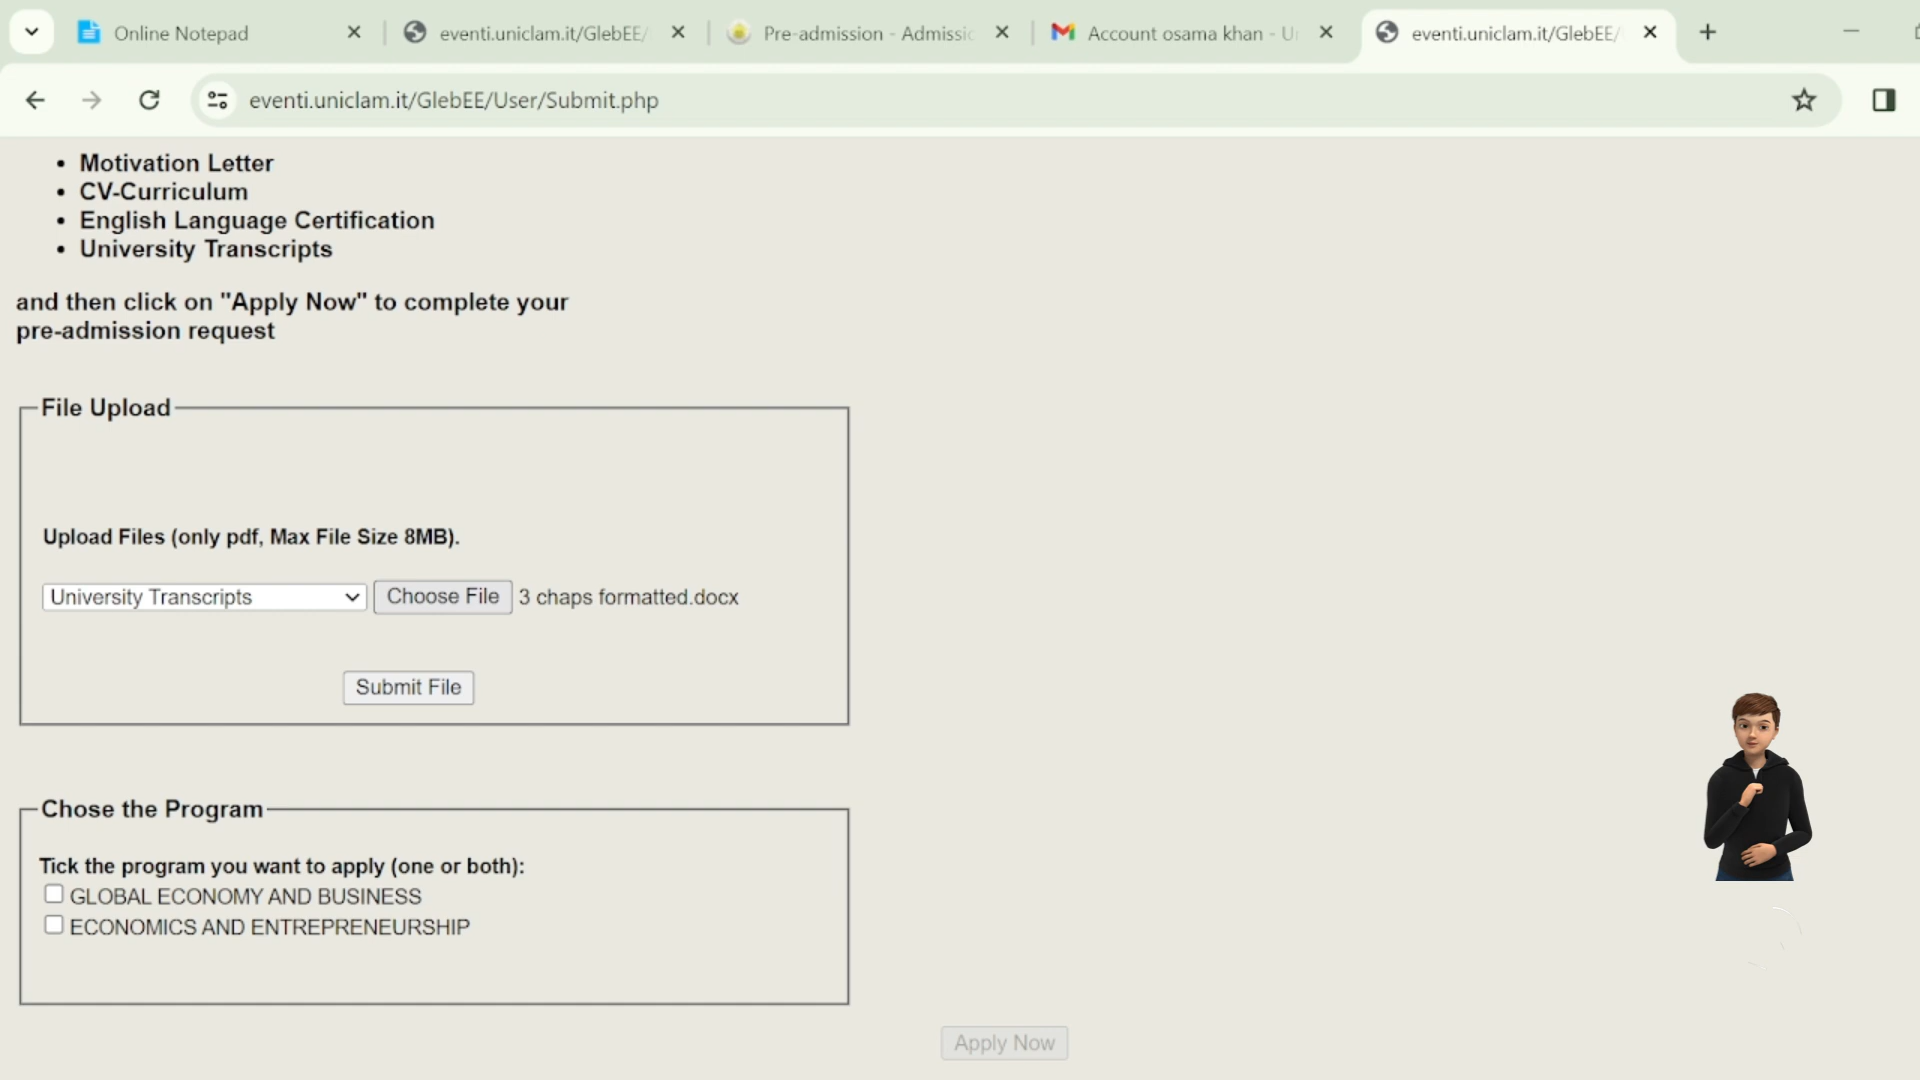 Online Notepad
eventi.uniclam.it/GlebEE/
Pre-admission - Admissic
Account osama khan - U
eventi.uniclam.it/GlebEE/
eventi.uniclam.it/GlebEE/User/Submit.php
• Motivation Letter
• CV-Curriculum
• English Language Certification
• University Transcripts
and then click on "Apply Now" to complete your
pre-admission request
File Upload
Upload Files (only pdf, Max File Size 8MB).
University Transcripts
Choose File
3 chaps formatted.docx
Submit File
Chose the Program
Tick the program you want to apply (one or both):
GLOBAL ECONOMY AND BUSINESS
ECONOMICS AND ENTREPRENEURSHIP
Apply Now